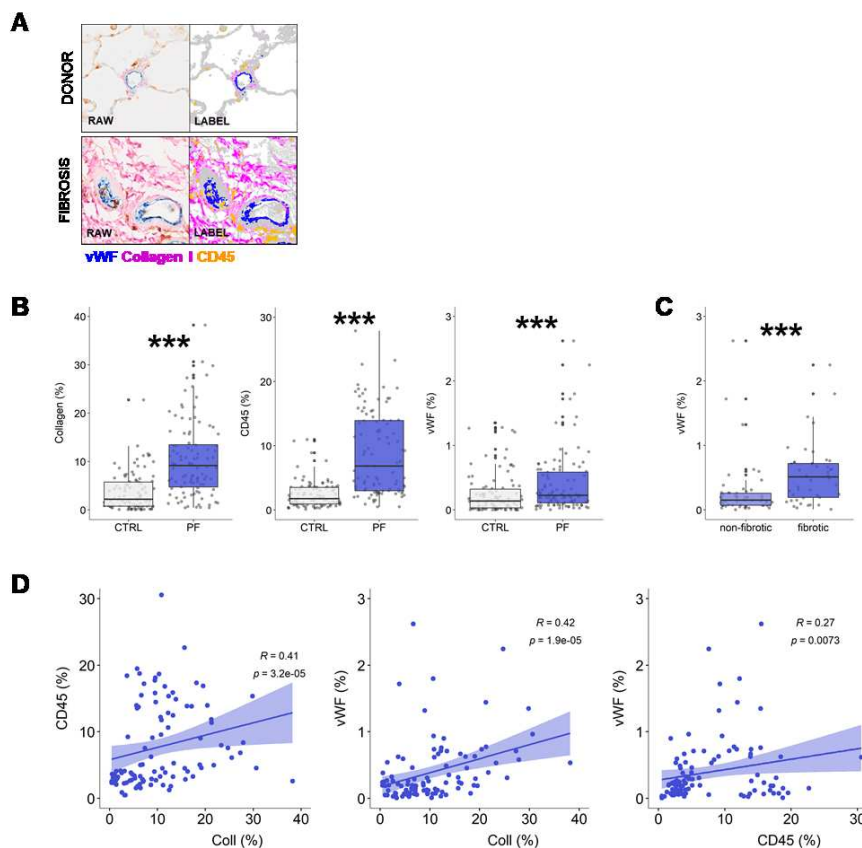 A
DONOR
RAW
LABEL
FIBROSIS
RAW
LABEL
vWF Collagen I CD45
B
Collagen (%)
40
30
20
10
0
***
CTRL
PF
CD45 (%)
30
20
10
0
***
CTRL
PF
vWF (%)
3
2
1
0
***
CTRL
PF
C
vWF (%)
3
2
1
0
***
non-fibrotic
fibrotic
D
CD45 (%)
30
20
10
0
R = 0.41
p = 3.2e-05
0 10 20 30 40
Coll (%)
vWF (%)
3
2
1
0
R = 0.42
p = 1.9e-05
0 10 20 30 40
Coll (%)
vWF (%)
3
2
1
0
R = 0.27
p = 0.0073
0 10 20 30
CD45 (%)